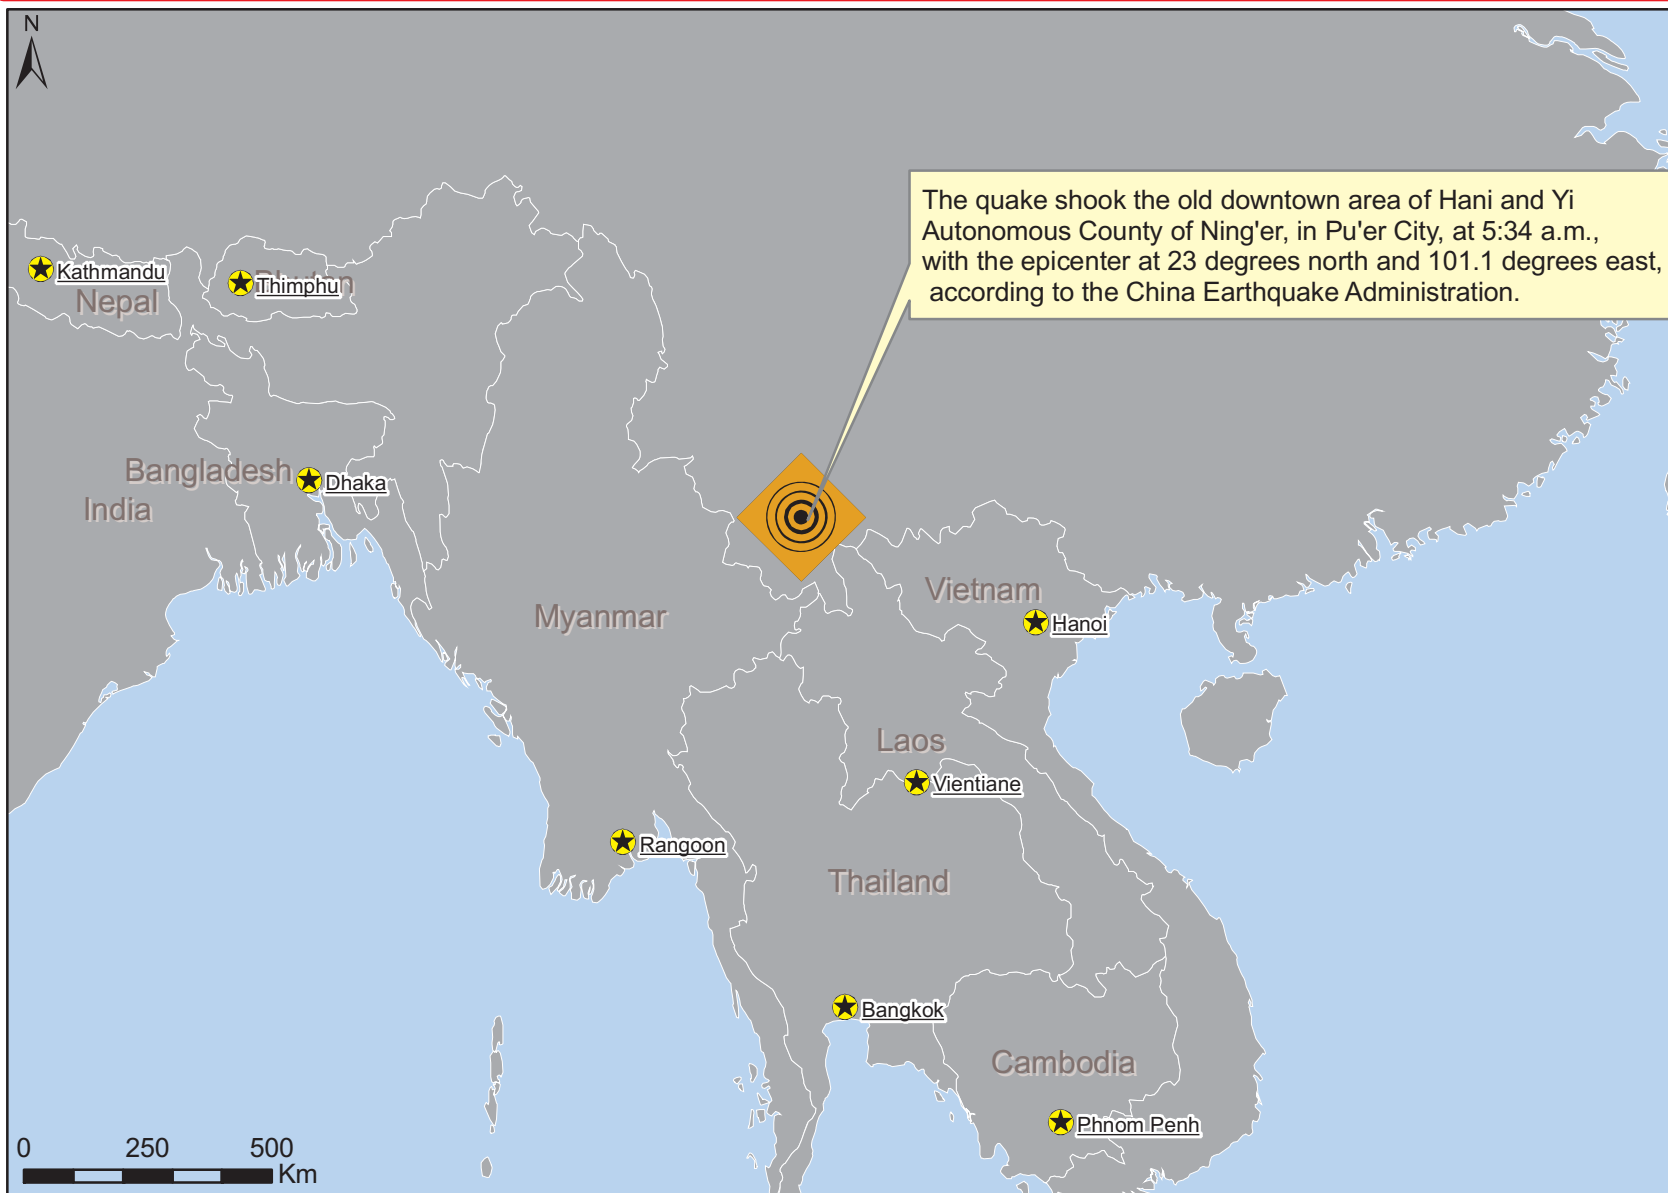 N
The quake shook the old downtown area of Hani and Yi
Autonomous County of Ning'er, in Pu'er City, at 5:34 a.m.,
with the epicenter at 23 degrees north and 101.1 degrees east,
according to the China Earthquake Administration.
Kathmandu
Nepal
Bhutan
Thimphu
Bangladesh
Dhaka
India
Myanmar
Vietnam
Hanoi
Laos
Vientiane
Rangoon
Thailand
Bangkok
Cambodia
Phnom Penh
0 250 500
Km